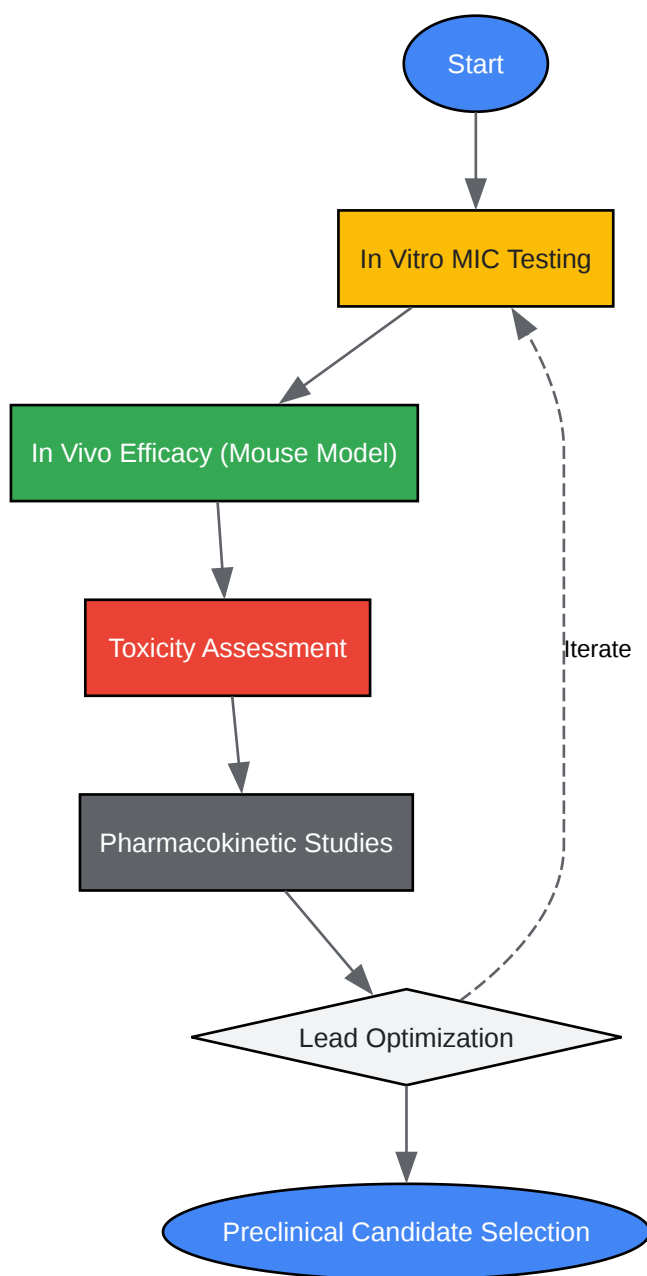 Start
In Vitro MIC Testing
In Vivo Efficacy (Mouse Model)
Toxicity Assessment
Iterate
Pharmacokinetic Studies
Lead Optimization
Preclinical Candidate Selection